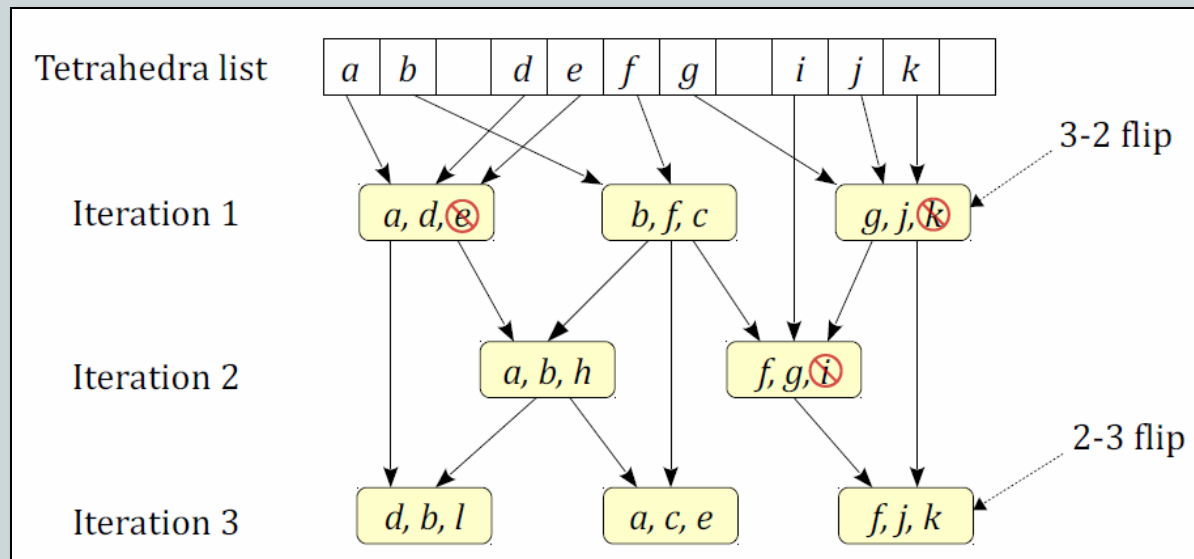 Tetrahedra list a b d e f g i j k
3-2 flip
Iteration 1 a, d, e b, f, c g, j, k
Iteration 2 a, b, h f, g, i
2-3 flip
Iteration 3 d, b, l a, c, e f, j, k